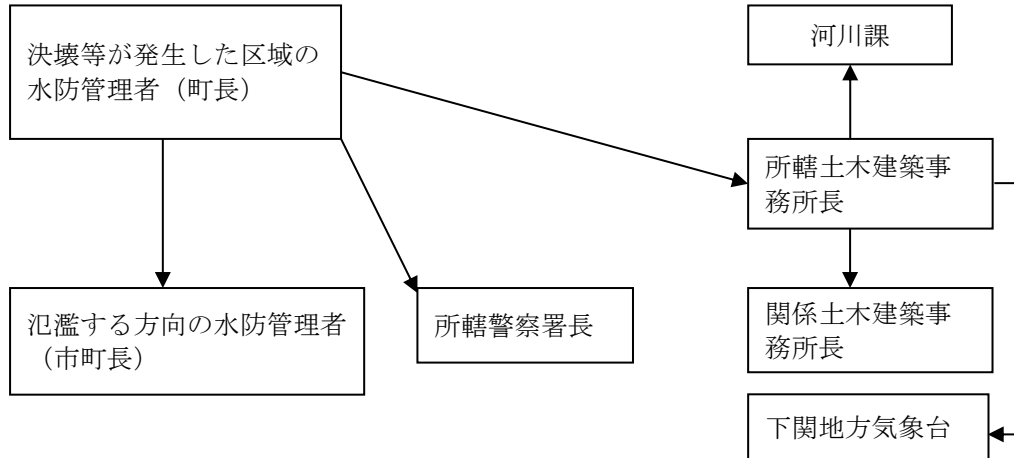 決壊等が発生した区域の
水防管理者（町長）
河川課
所轄土木建築事
務所長
氾濫する方向の水防管理者
（市町長）
所轄警察署長
関係土木建築事
務所長
下関地方気象台